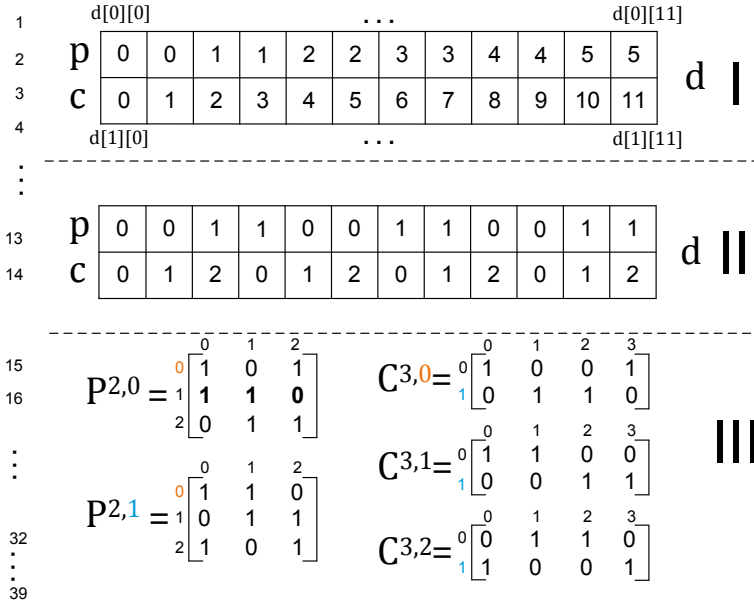 1 d[0][0] ... d[0][11]
2 p 0 0 1 1 2 2 3 3 4 4 5 5 d I
3 c 0 1 2 3 4 5 6 7 8 9 10 11
4 d[1][0] ... d[1][11]
⋮
13 p 0 0 1 1 0 0 1 1 0 0 1 1 d II
14 c 0 1 2 0 1 2 0 1 2 0 1 2
15
16
⋮
32
⋮
39
P^{2,0} =
0 1 2
0 1 0 1
1 1 1 0
2 0 1 1
P^{2,1} =
0 1 2
0 1 1 0
1 0 1 1
2 1 0 1
C^{3,0}=
0 1 2 3
0 1 0 0 1
1 0 1 1 0
C^{3,1}=
0 1 2 3
0 1 1 0 0
1 0 0 1 1
C^{3,2}=
0 1 2 3
0 0 1 1 0
1 1 0 0 1
III